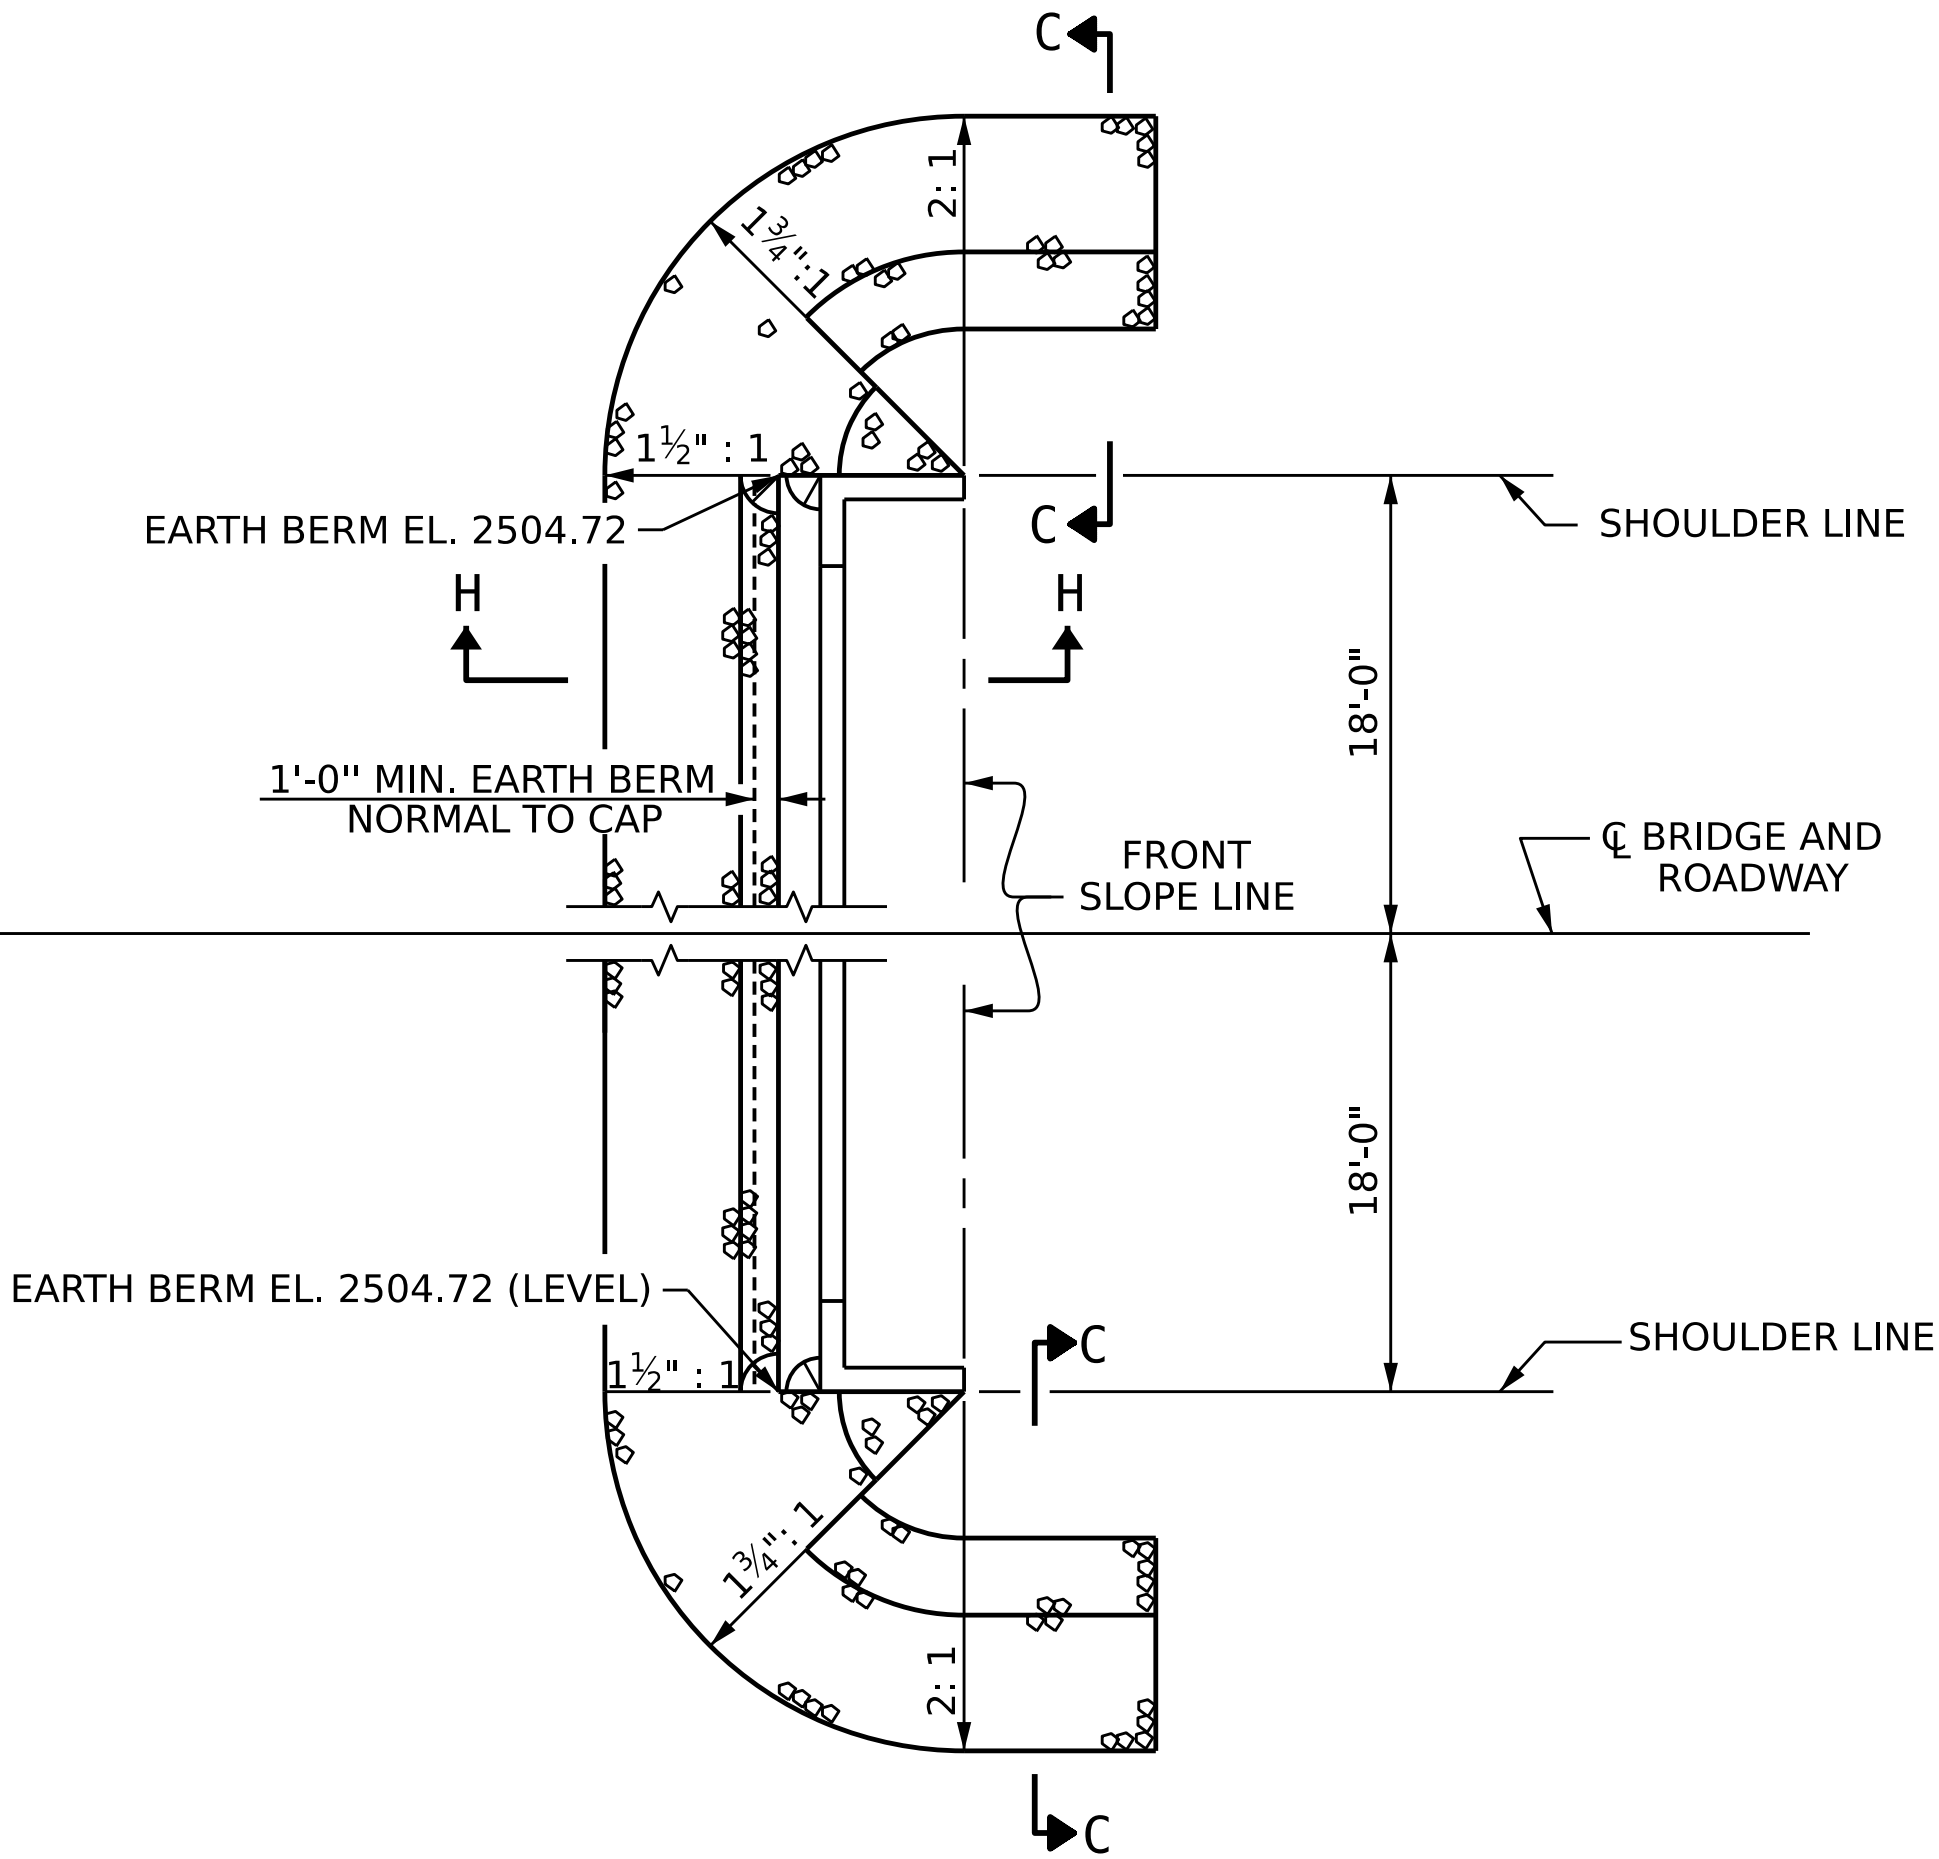 C
2: 1
1¾":1
1½" : 1
EARTH BERM EL. 2504.72
C
SHOULDER LINE
H
H
18'-0"
1'-0" MIN. EARTH BERM
NORMAL TO CAP
FRONT
SLOPE LINE
℄ BRIDGE AND
ROADWAY
18'-0"
EARTH BERM EL. 2504.72 (LEVEL)
C
SHOULDER LINE
1½" : 1
1¾": 1
2: 1
C